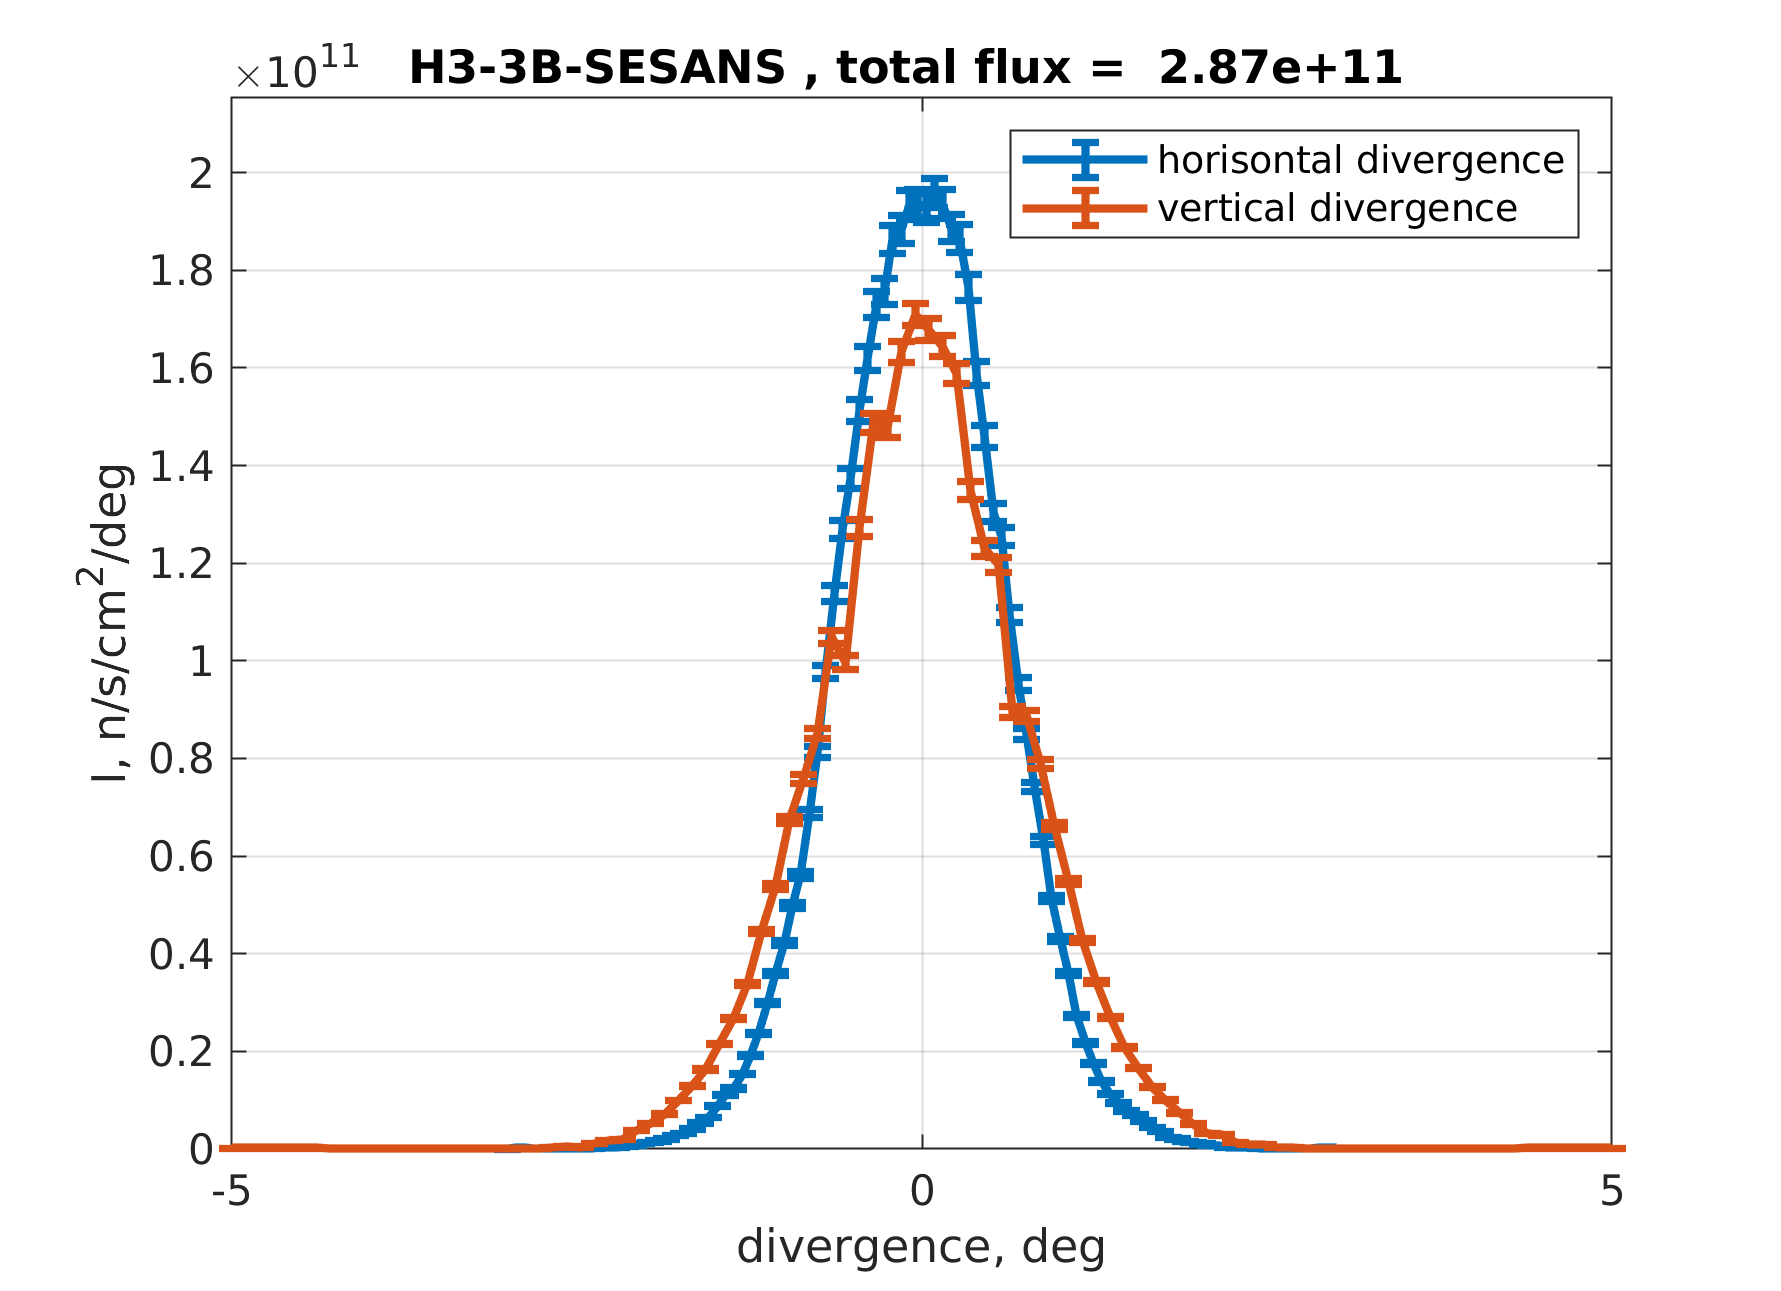 ×10^11 H3-3B-SESANS , total flux = 2.87e+11
horisontal divergence
vertical divergence
2
1.8
1.6
1.4
1.2
1
0.8
0.6
0.4
0.2
0
I, n/s/cm^2/deg
-5 0 5
divergence, deg